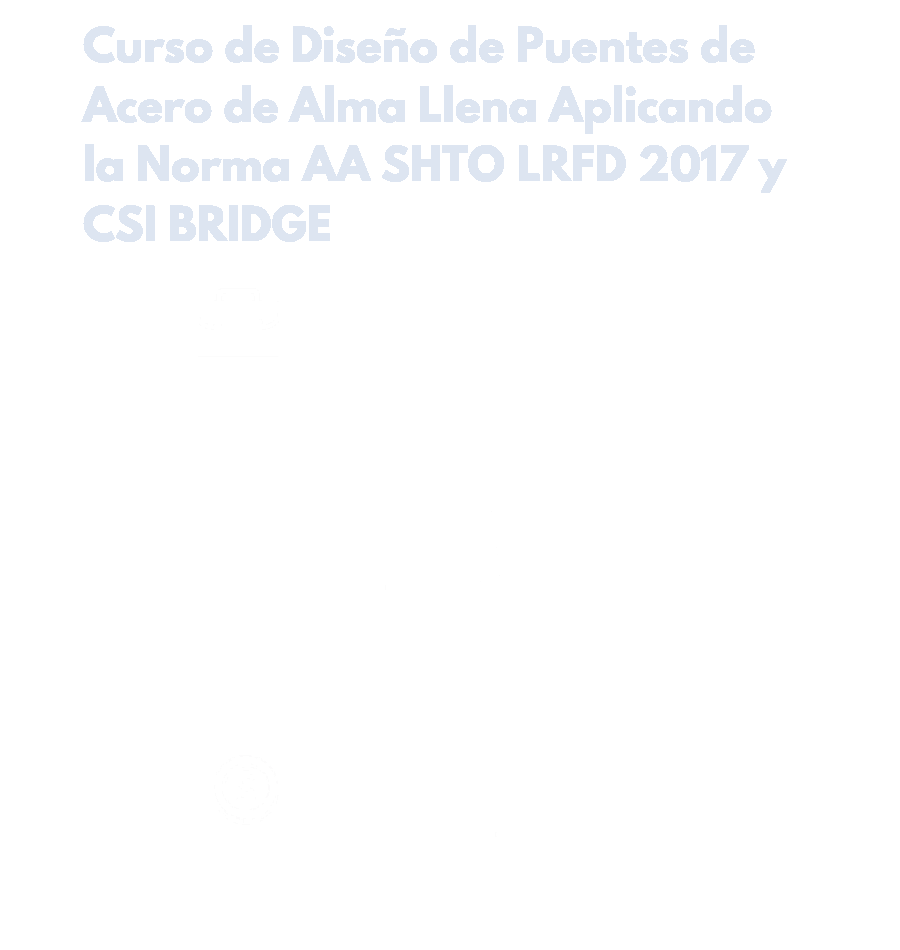 Curso de Diseño de Puentes de
Acero de Alma Llena Aplicando
la Norma AA SHTO LRFD 2017 y
CSI BRIDGE